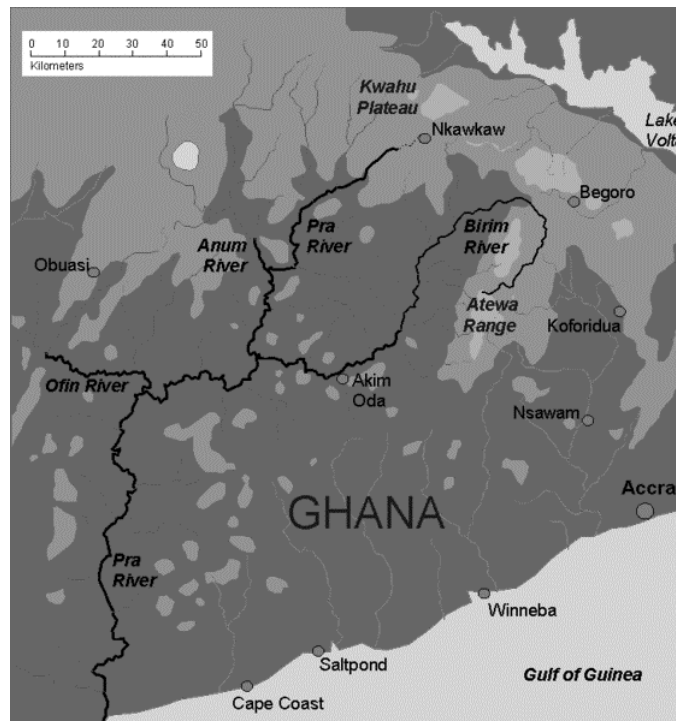 0 10 20 30 40 50
Kilometers
Kwahu
Plateau
Nkawkaw
Lake
Volta
Begoro
Pra
River
Birim
River
Anum
River
Obuasi
Atewa
Range
Koforidua
Ofin River
Akim
Oda
Nsawam
Accra
GHANA
Pra
River
Winneba
Saltpond
Gulf of Guinea
Cape Coast